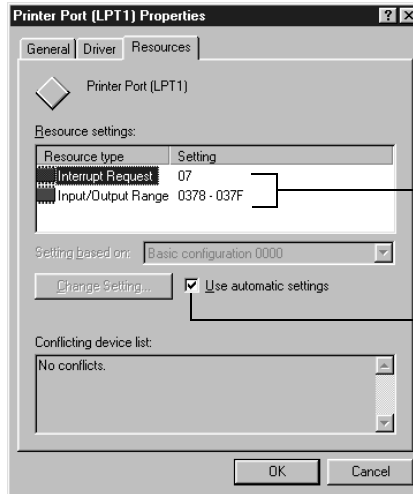 Printer Port (LPT1) Properties
General Driver Resources
Printer Port (LPT1)
Resource settings:
Resource type Setting
Interrupt Request 07
Input/Output Range 0378 - 037F
Setting based on: Basic configuration 0000
Change Setting... Use automatic settings
Conflicting device list:
No conflicts.
OK Cancel